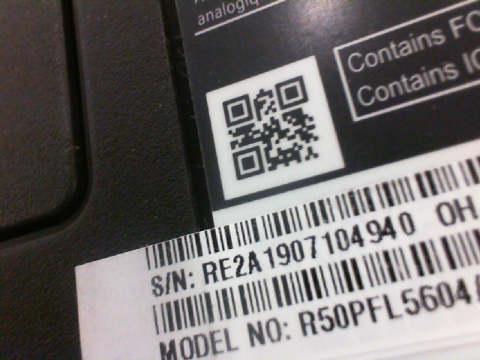 analogiq
Contains FC
Contains IC
S/N: RE2A1907104940 OH
MODEL NO: R50PFL5604/